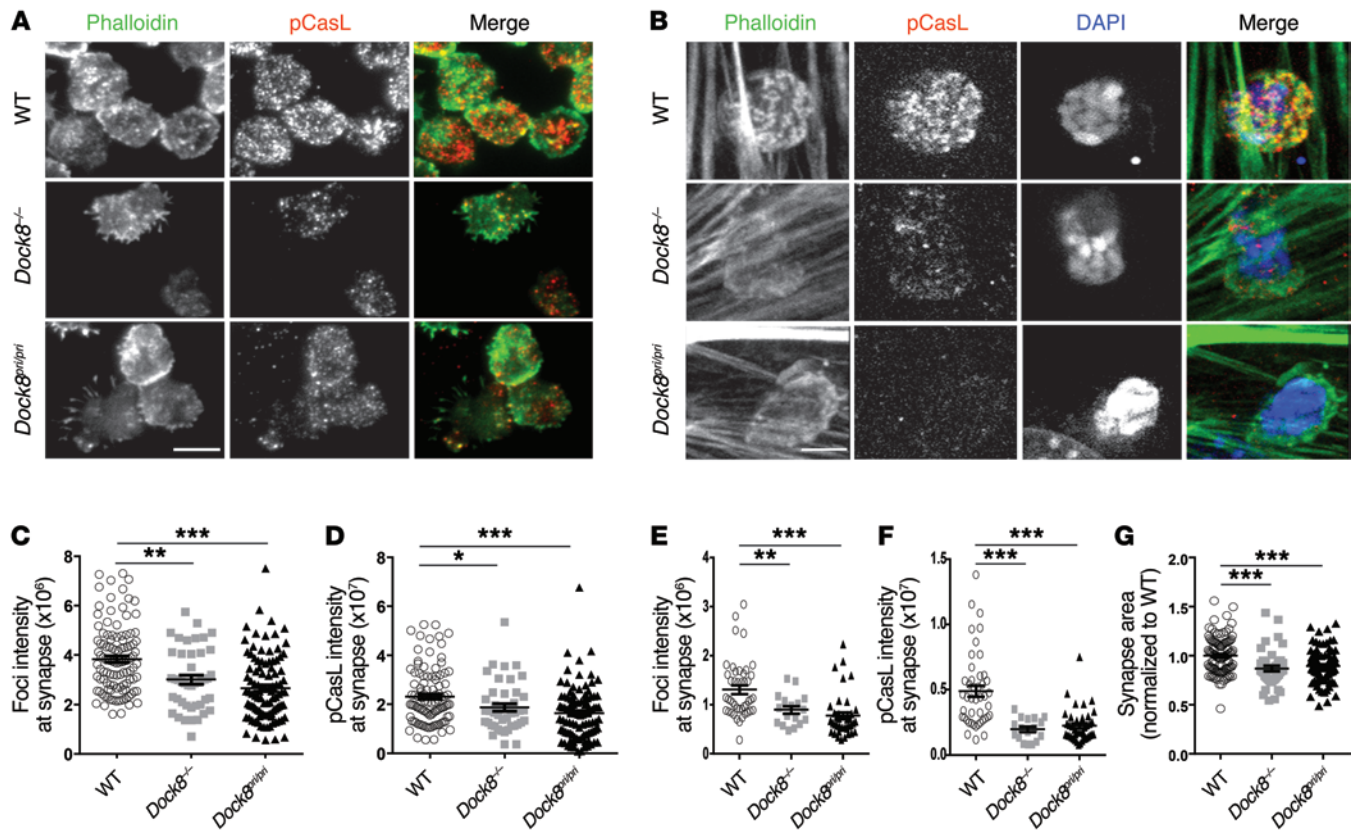 A
Phalloidin pCasL Merge
WT
Dock8–/–
Dock8pri/pri
B
Phalloidin pCasL DAPI Merge
WT
Dock8–/–
Dock8pri/pri
C
Foci intensity
at synapse (x10⁶)
8
6
4
2
0
***
**
WT Dock8–/– Dock8pri/pri
D
pCasL intensity
at synapse (x10⁷)
8
6
4
2
0
***
*
WT Dock8–/– Dock8pri/pri
E
Foci intensity
at synapse (x10⁶)
4
3
2
1
0
***
**
WT Dock8–/– Dock8pri/pri
F
pCasL intensity
at synapse (x10⁷)
1.5
1.0
0.5
0.0
***
***
WT Dock8–/– Dock8pri/pri
G
Synapse area
(normalized to WT)
2.0
1.5
1.0
0.5
0.0
***
***
WT Dock8–/– Dock8pri/pri